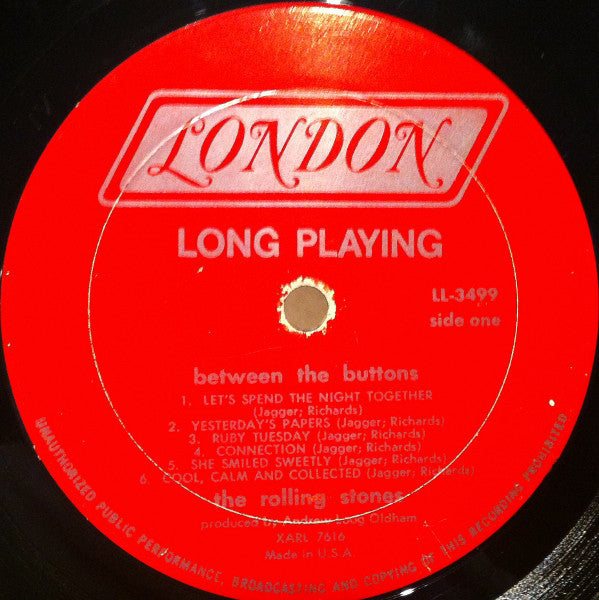 LONDON
LONG PLAYING
LL-3499
side one
between the buttons
1. LET'S SPEND THE NIGHT TOGETHER
(Jagger; Richards)
2. YESTERDAY'S PAPERS (Jagger; Richards)
3. RUBY TUESDAY (Jagger; Richards)
4. CONNECTION (Jagger; Richards)
5. SHE SMILED SWEETLY (Jagger; Richards)
6. COOL, CALM AND COLLECTED (Jagger; Richards)
the rolling stones
produced by Andrew Loog Oldham
XARL 7616
Made in U.S.A.
UNAUTHORIZED PUBLIC PERFORMANCE, BROADCASTING AND COPYING OF THIS RECORDING PROHIBITED